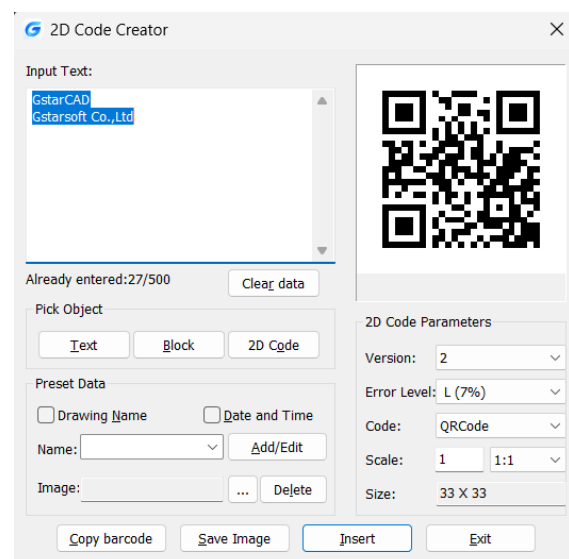 2D Code Creator
Input Text:
GstarCAD
Gstarsoft Co.,Ltd
Already entered:27/500
Clear data
Pick Object
Text
Block
2D Code
Preset Data
Drawing Name
Date and Time
Name:
Add/Edit
Image:
...
Delete
2D Code Parameters
Version:
2
Error Level:
L (7%)
Code:
QRCode
Scale:
1
1:1
Size:
33 X 33
Copy barcode
Save Image
Insert
Exit